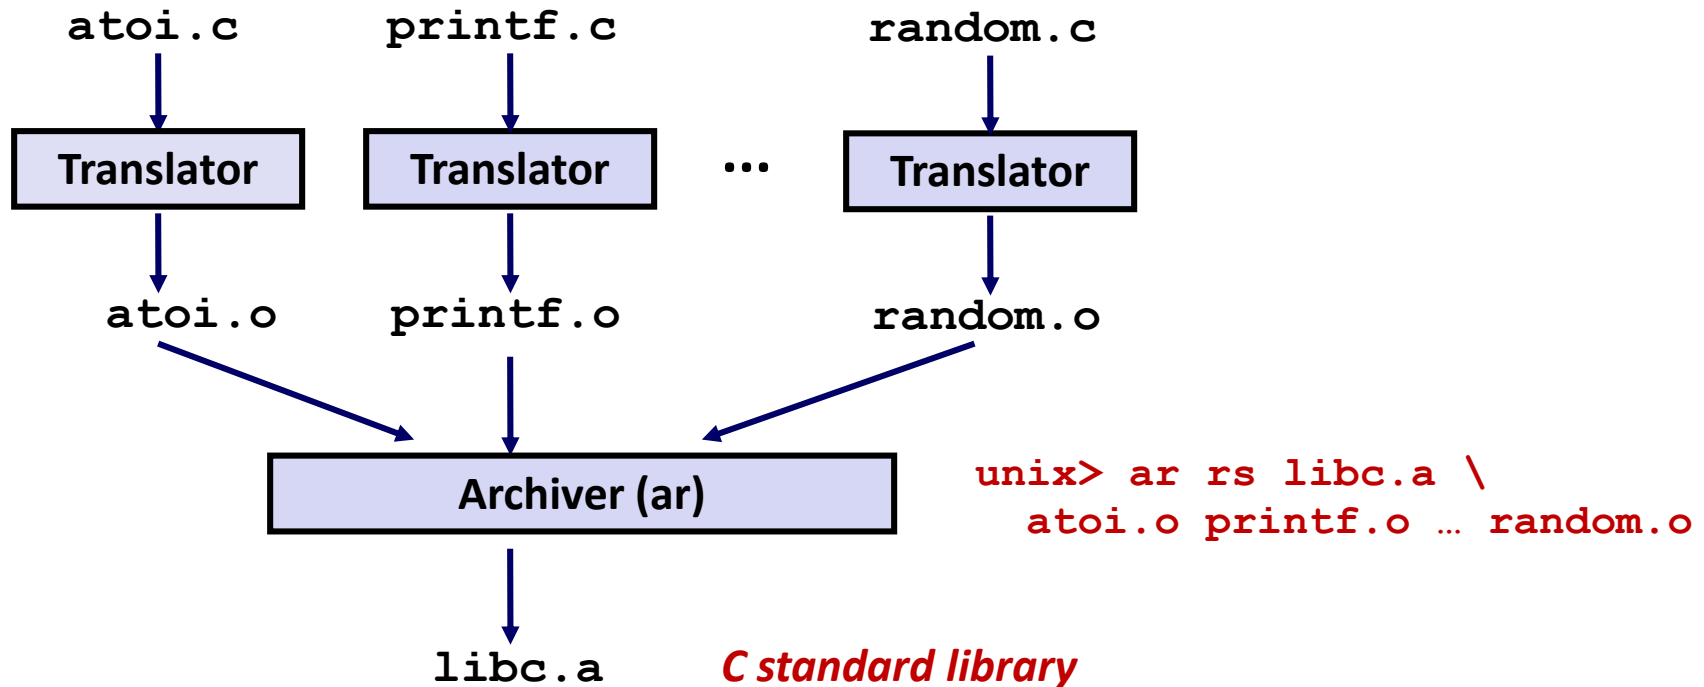 atoi.c printf.c random.c
Translator Translator ... Translator
atoi.o printf.o random.o
Archiver (ar)
unix> ar rs libc.a \
atoi.o printf.o … random.o
libc.a C standard library